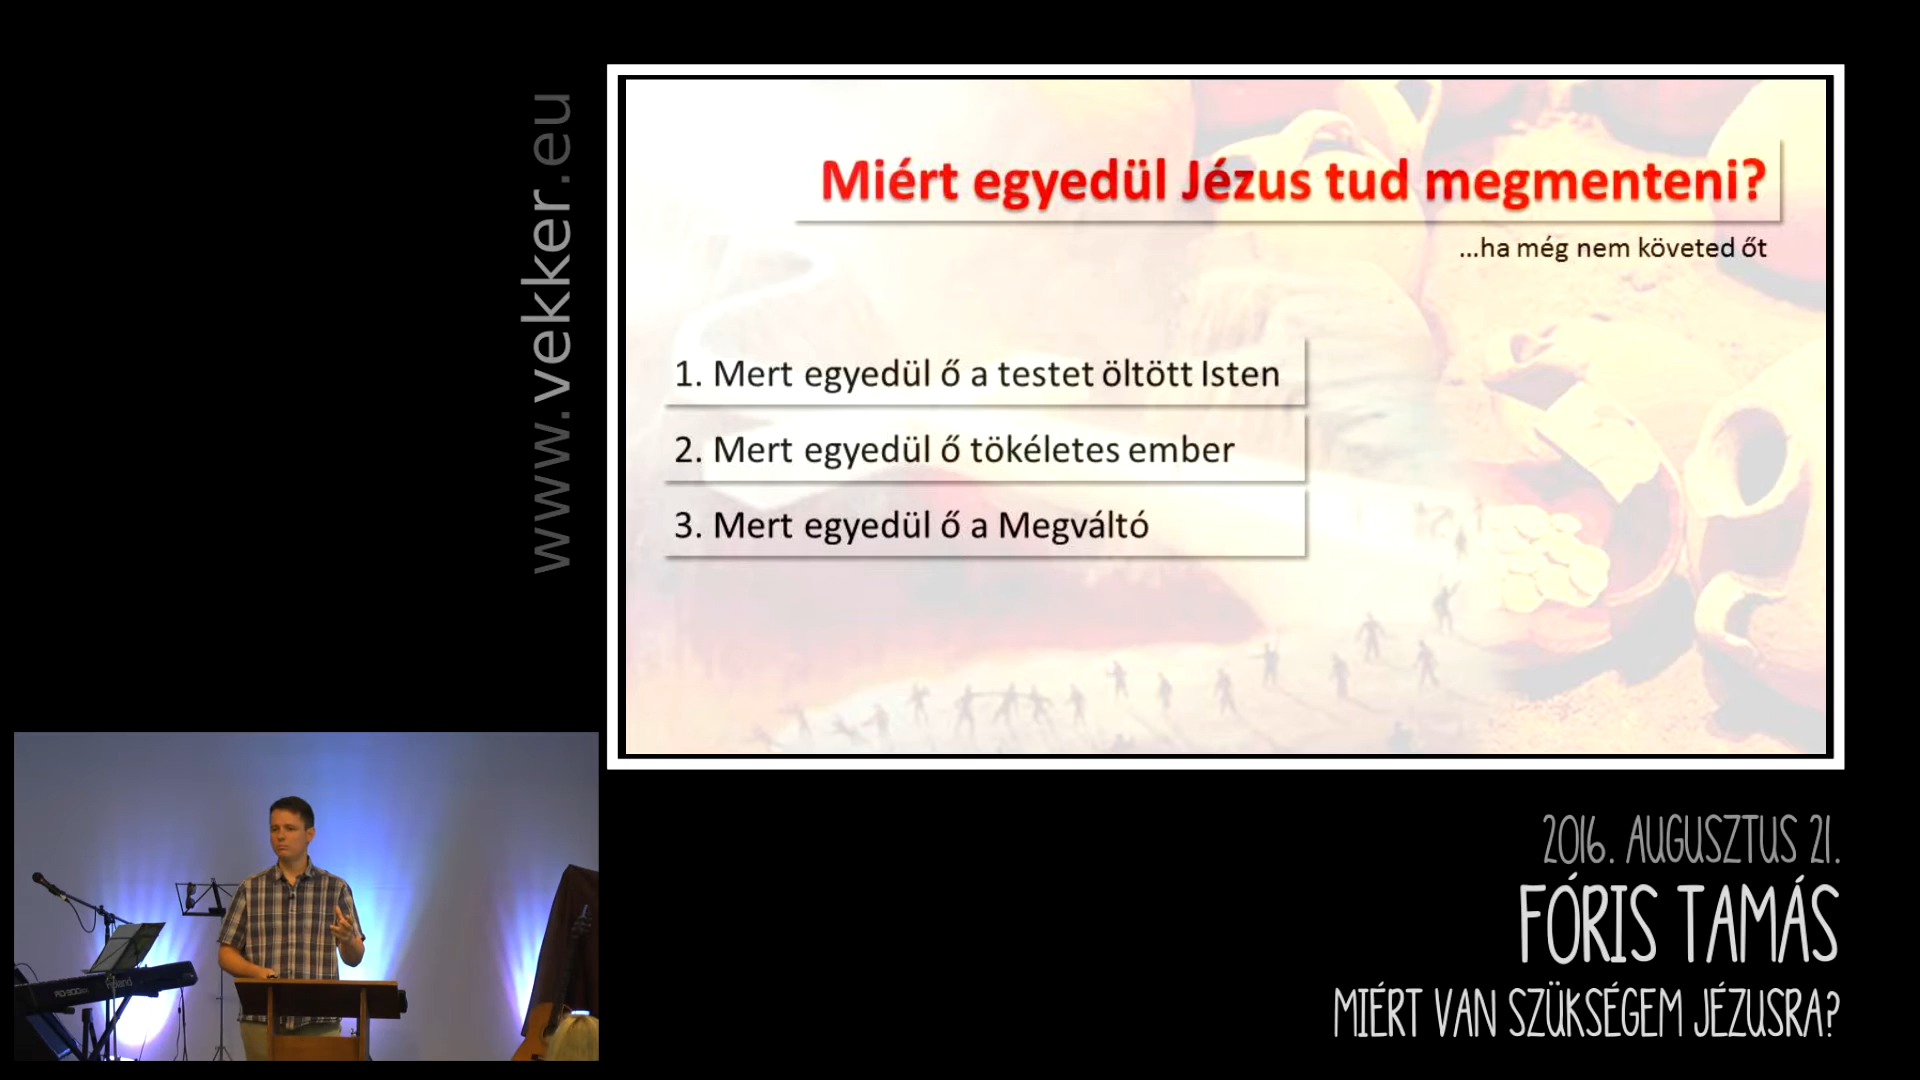 www.vekker.eu
Miért egyedül Jézus tud megmenteni?
...ha még nem követed őt
1. Mert egyedül ő a testet öltött Isten
2. Mert egyedül ő tökéletes ember
3. Mert egyedül ő a Megváltó
2016. AUGUSZTUS 21.
FÓRIS TAMÁS
MIÉRT VAN SZÜKSÉGEM JÉZUSRA?
Roland